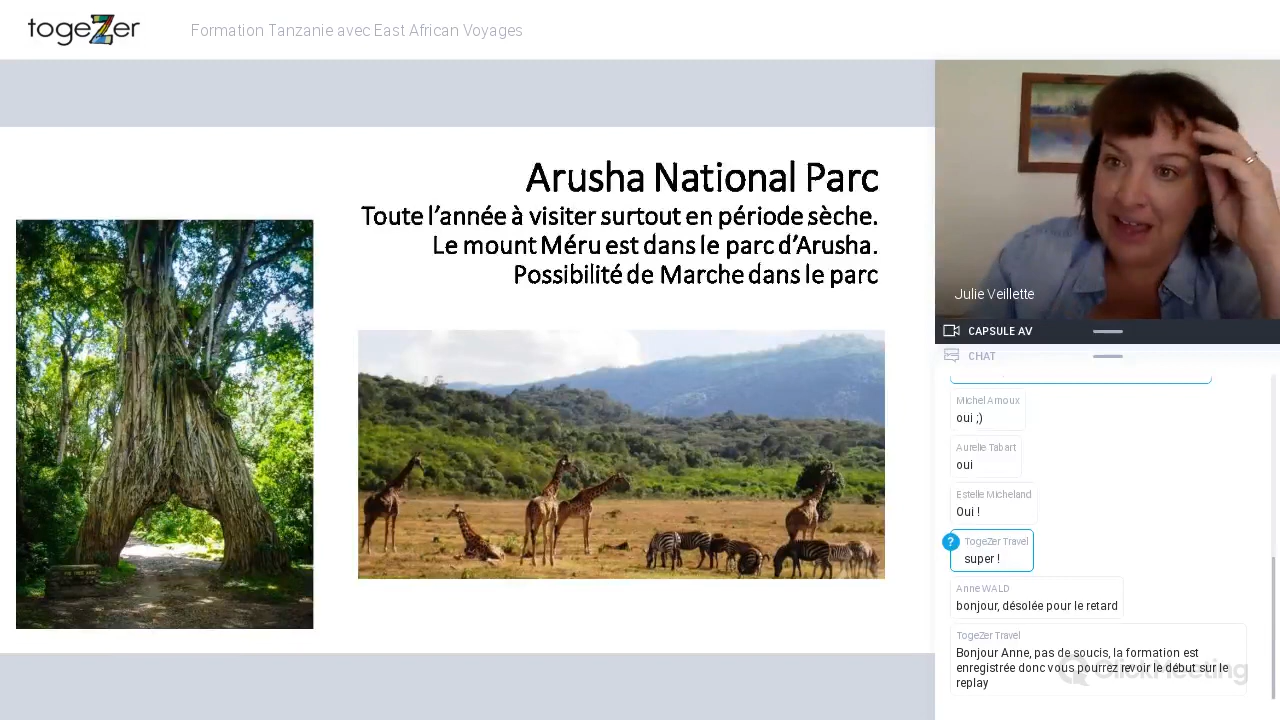 togeZer
Formation Tanzanie avec East African Voyages
Arusha National Parc
Toute l'année à visiter surtout en période sèche.
Le mount Méru est dans le parc d'Arusha.
Possibilité de Marche dans le parc
Julie Veillette
CAPSULE AV
CHAT
Michel Arnoux
oui ;)
Aurelie Tabart
oui
Estelle Micheland
Oui !
?
TogeZer Travel
super !
Anne WALD
bonjour, désolée pour le retard
TogeZer Travel
Bonjour Anne, pas de soucis, la formation est
enregistrée donc vous pourrez revoir le début sur le
replay
ClickMeeting